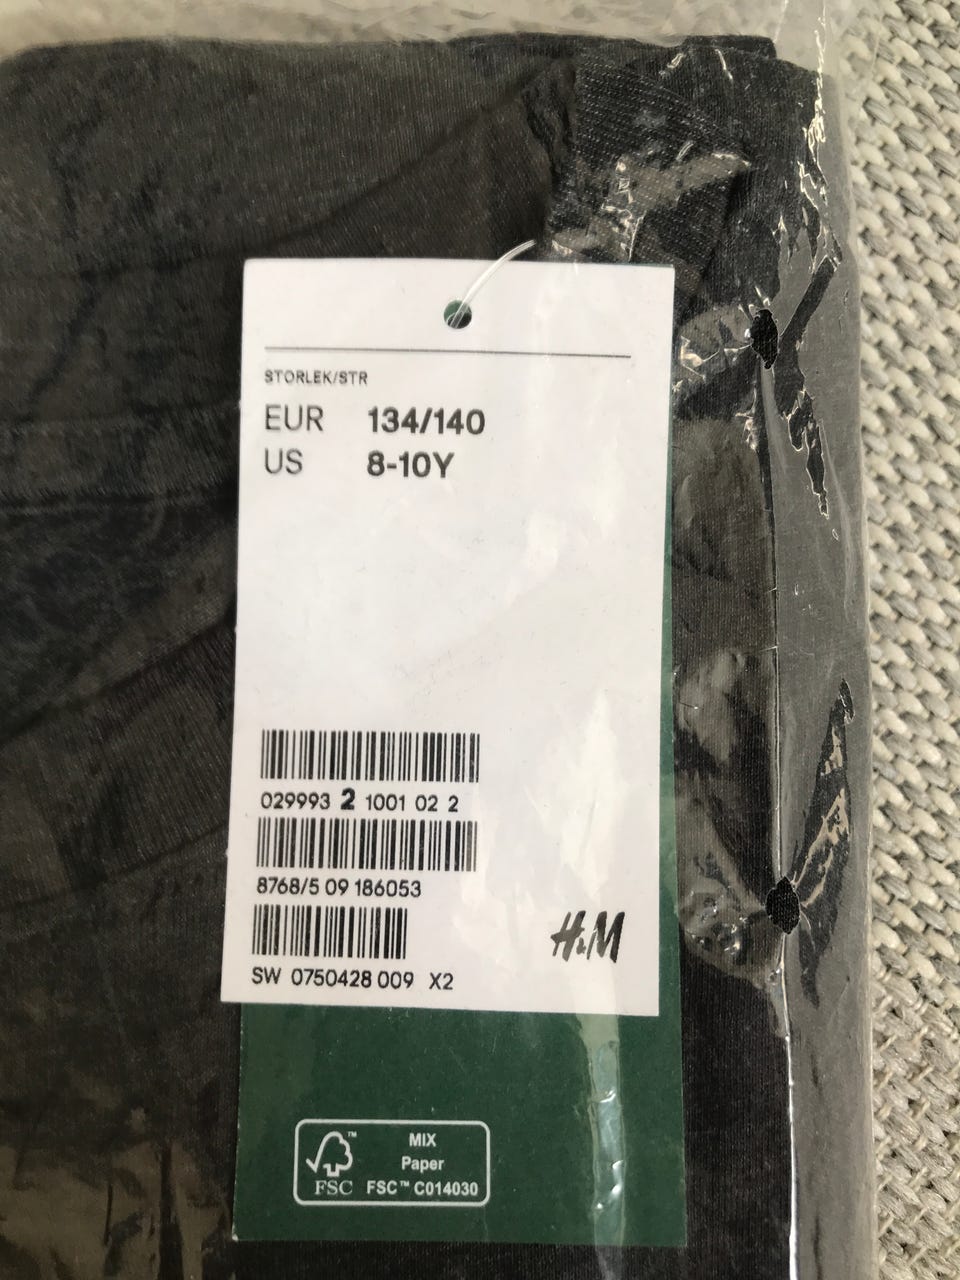 STORLEK/STR
EUR 134/140
US 8-10Y
029993 2 1001 02 2
8768/5 09 186053
SW 0750428 009 X2
H&M
FSC™
MIX
Paper
FSC™ C014030